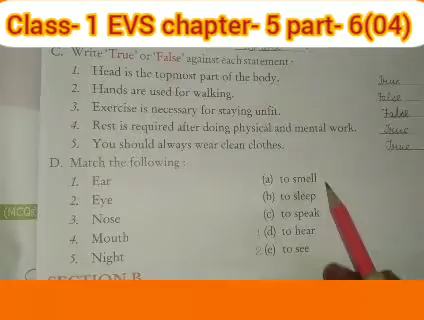 Class- 1 EVS chapter- 5 part- 6(04)
C. Write 'True' or 'False' against each statement :
1. Head is the topmost part of the body. True
2. Hands are used for walking. False
3. Exercise is necessary for staying unfit. False
4. Rest is required after doing physical and mental work. True
5. You should always wear clean clothes. True
D. Match the following :
1. Ear (a) to smell
2. Eye (b) to sleep
3. Nose (c) to speak
4. Mouth 1 (d) to hear
5. Night 2 (e) to see
(MCQs
SECTION B